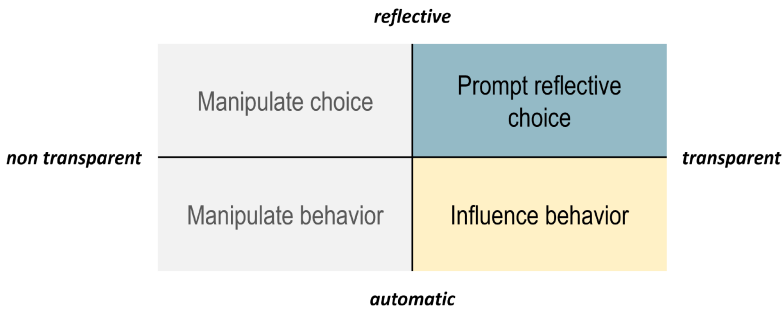 reflective
Manipulate choice
Prompt reflective
choice
non transparent
transparent
Manipulate behavior
Influence behavior
automatic